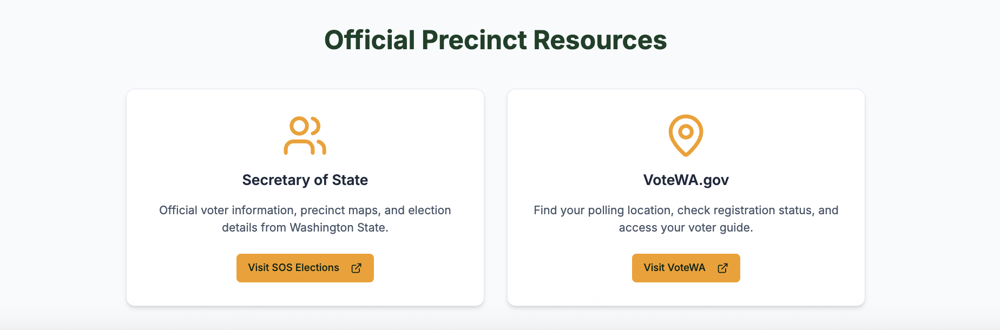 Official Precinct Resources
Secretary of State
Official voter information, precinct maps, and election
details from Washington State.
Visit SOS Elections
VoteWA.gov
Find your polling location, check registration status, and
access your voter guide.
Visit VoteWA